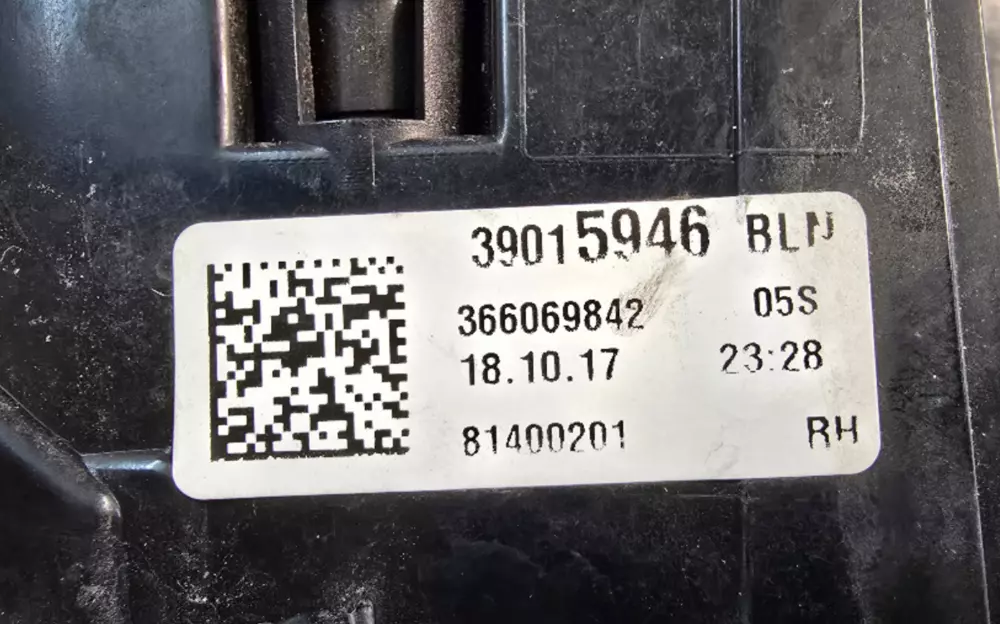 39015946 BLN
366069842 05S
18.10.17 23:28
81400201 RH